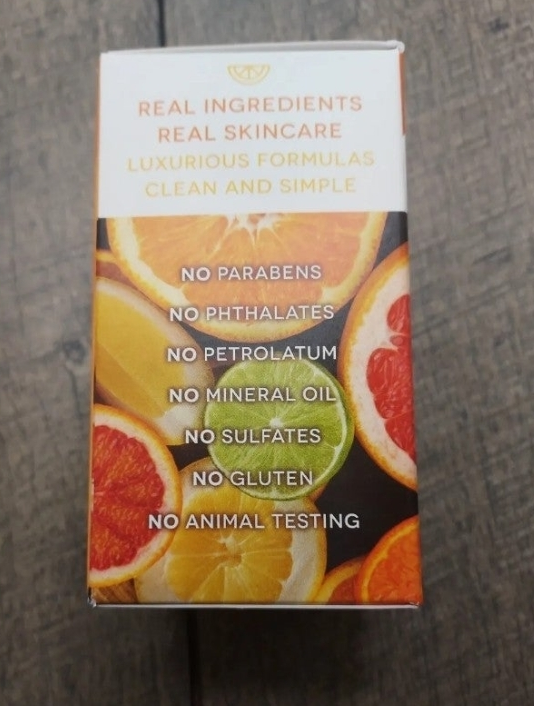 REAL INGREDIENTS
REAL SKINCARE
LUXURIOUS FORMULAS
CLEAN AND SIMPLE
NO PARABENS
NO PHTHALATES
NO PETROLATUM
NO MINERAL OIL
NO SULFATES
NO GLUTEN
NO ANIMAL TESTING